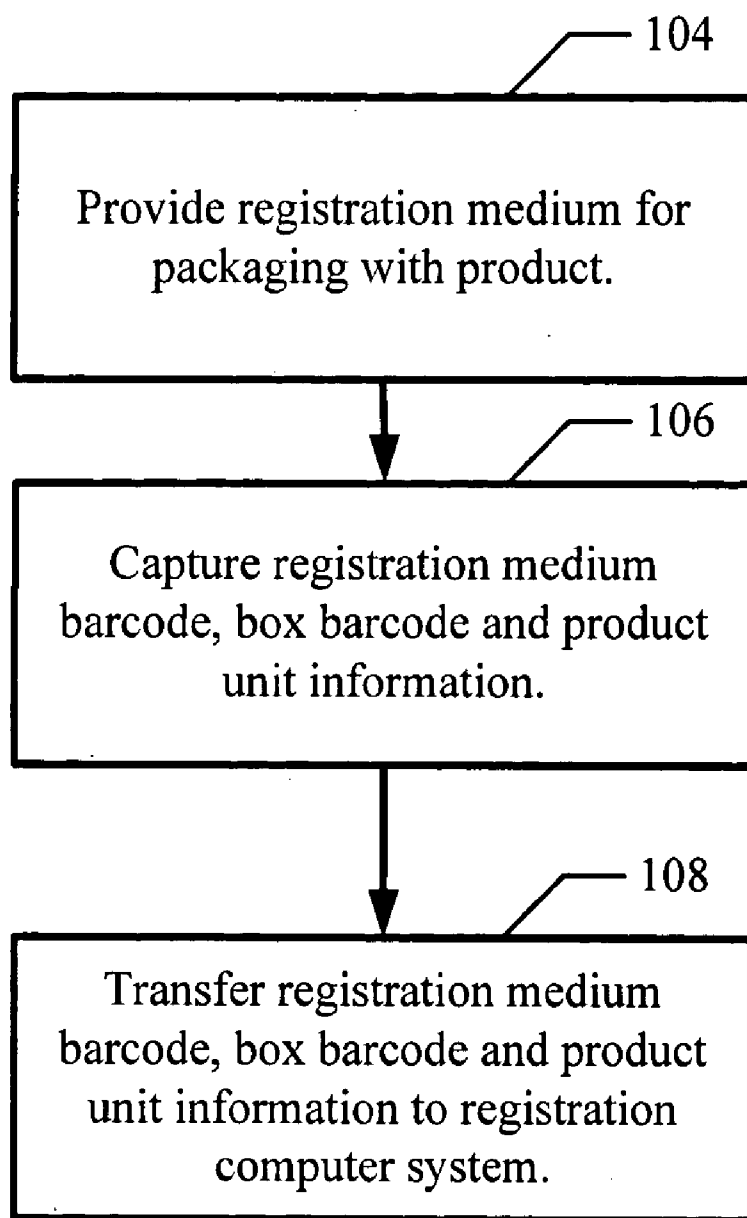 104
Provide registration medium for
packaging with product.
106
Capture registration medium
barcode, box barcode and product
unit information.
108
Transfer registration medium
barcode, box barcode and product
unit information to registration
computer system.